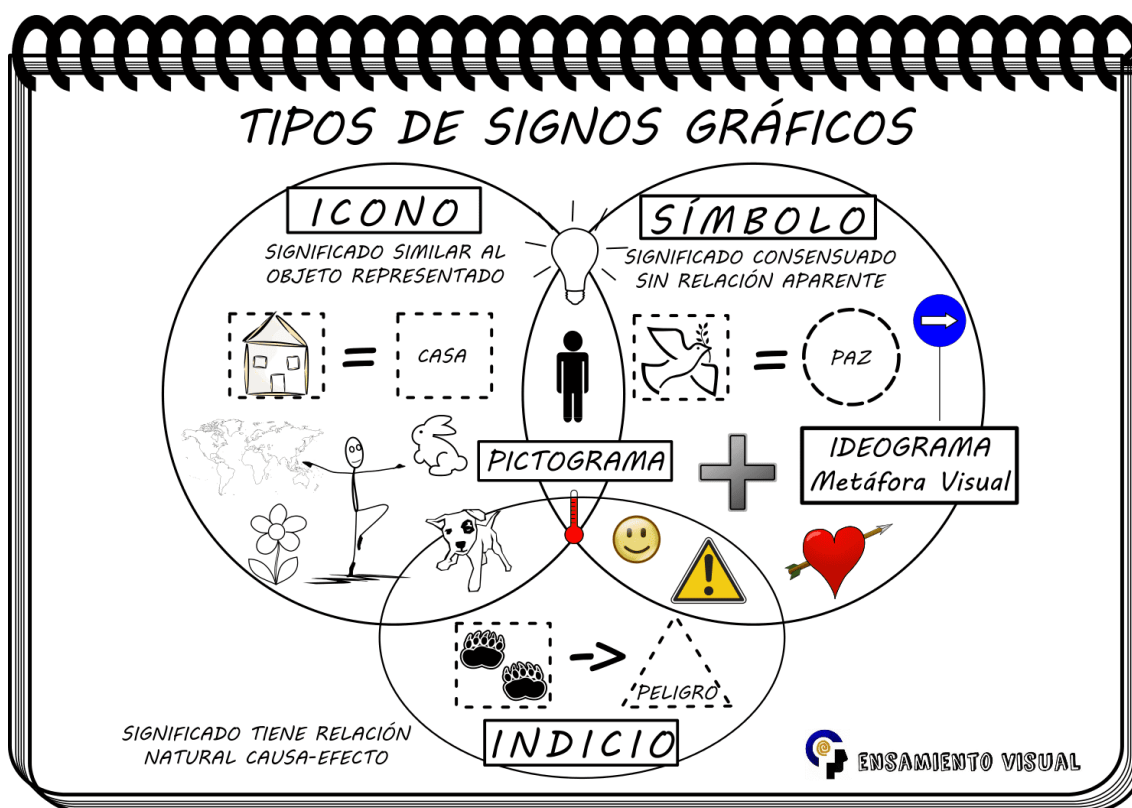 TIPOS DE SIGNOS GRÁFICOS
ICONO
SIGNIFICADO SIMILAR AL
OBJETO REPRESENTADO
CASA
SÍMBOLO
SIGNIFICADO CONSENSUADO
SIN RELACIÓN APARENTE
PAZ
PICTOGRAMA
IDEOGRAMA
Metáfora Visual
PELIGRO
INDICIO
SIGNIFICADO TIENE RELACIÓN
NATURAL CAUSA-EFECTO
ENSAMIENTO VISUAL